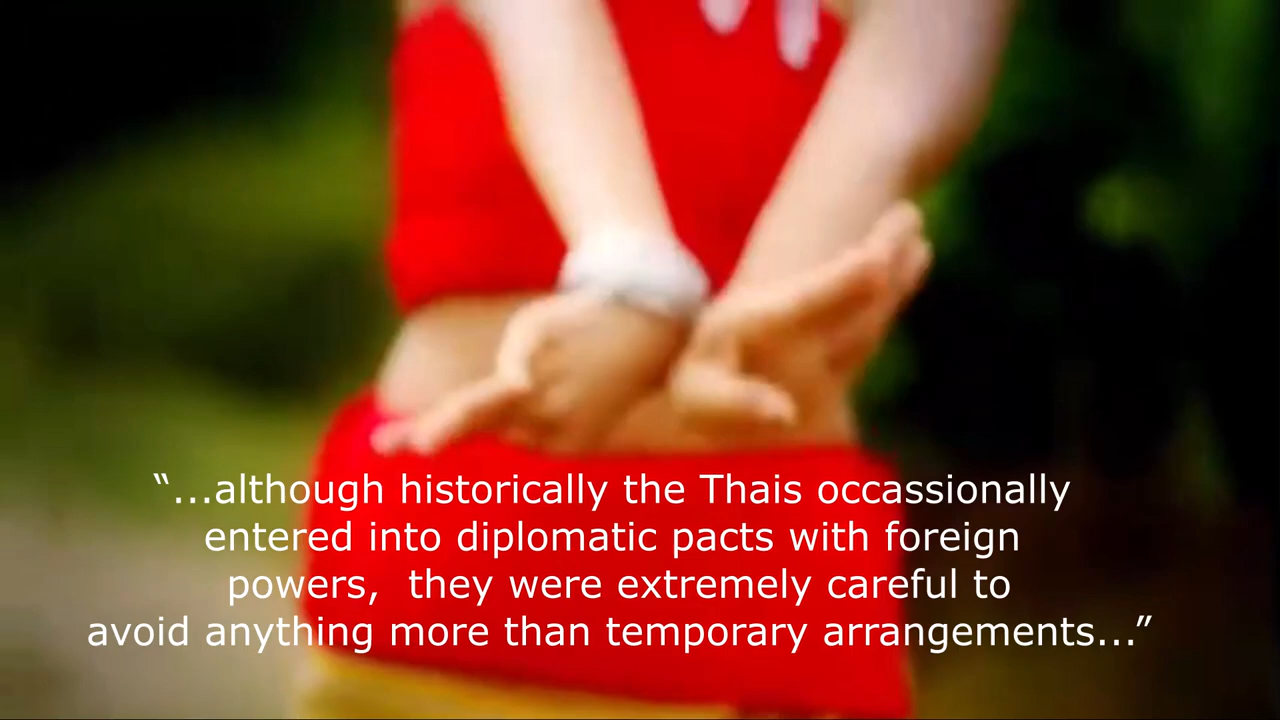 “...although historically the Thais occassionally
entered into diplomatic pacts with foreign
powers,  they were extremely careful to
avoid anything more than temporary arrangements...”